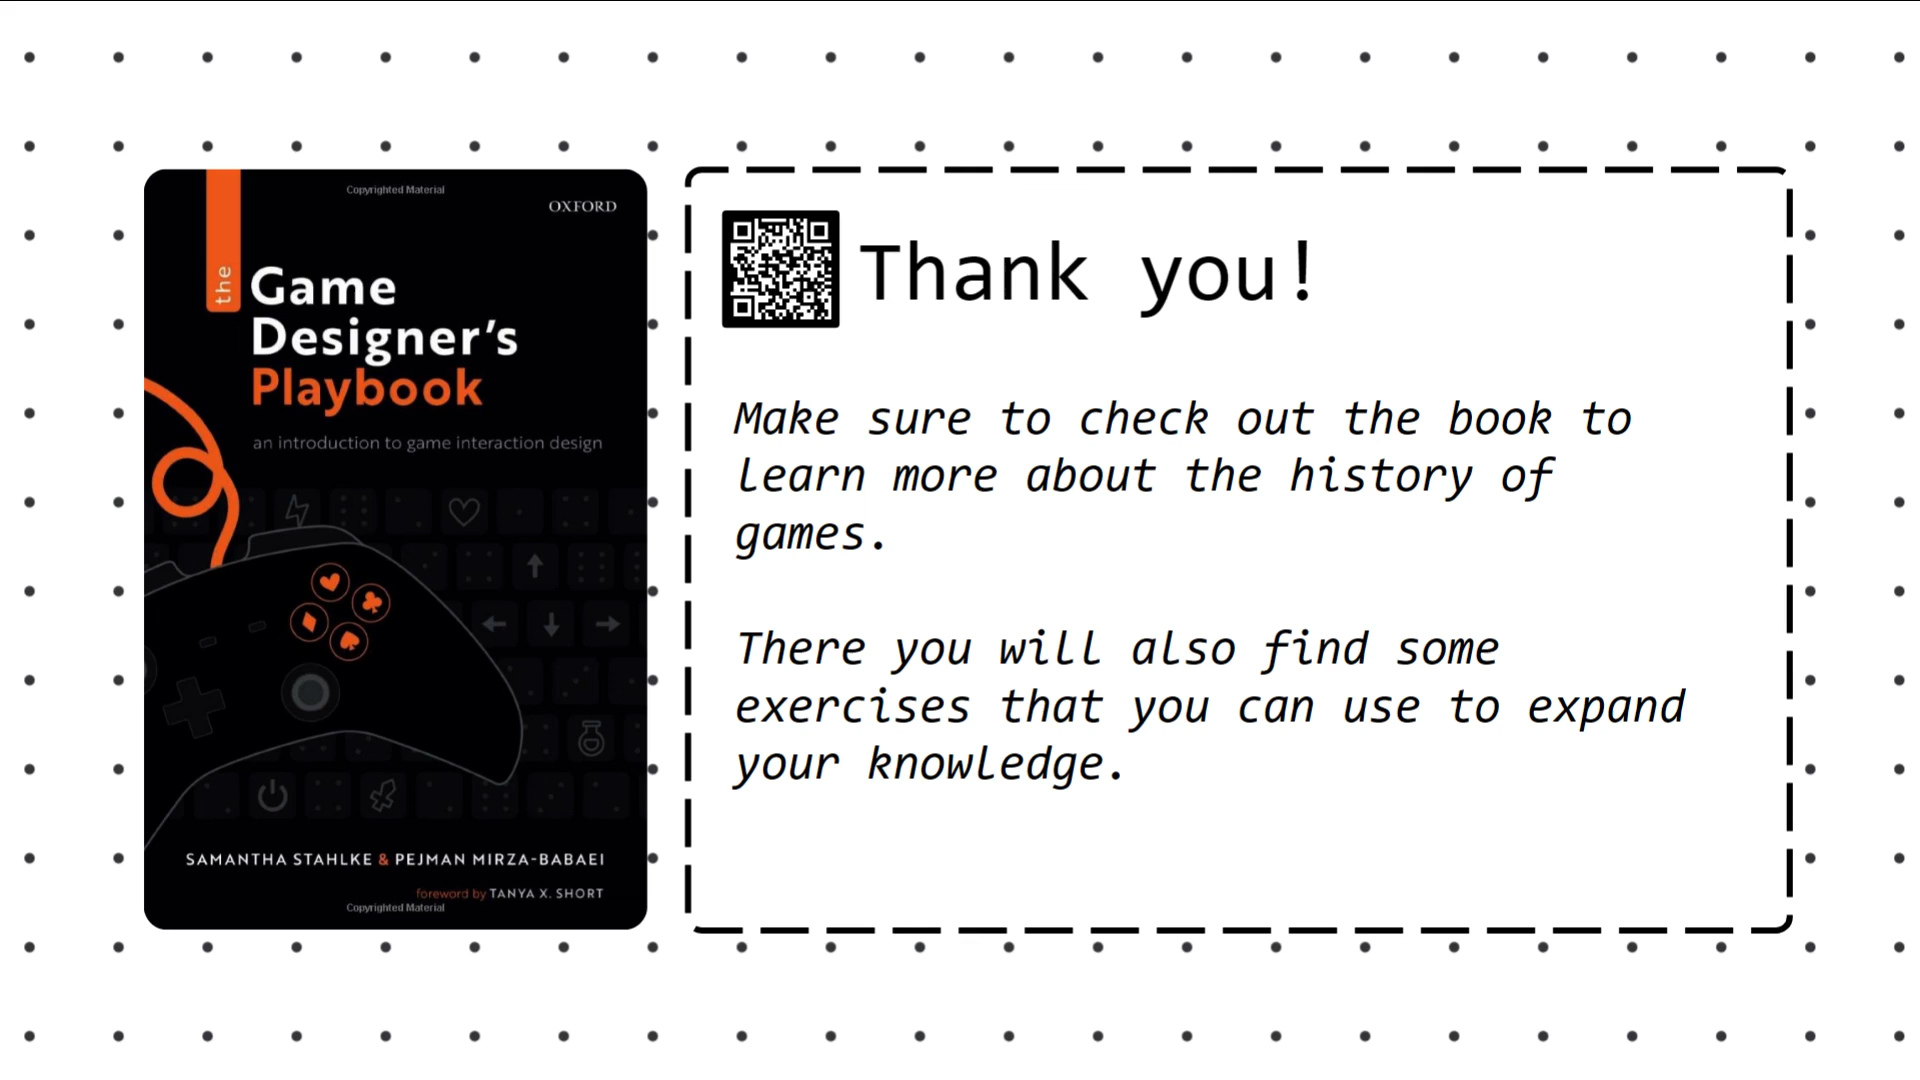 Copyrighted Material
OXFORD
the
Game
Designer's
Playbook
an introduction to game interaction design
SAMANTHA STAHLKE & PEJMAN MIRZA-BABAEI
foreword by TANYA X. SHORT
Copyrighted Material
Thank you!
Make sure to check out the book to
learn more about the history of
games.
There you will also find some
exercises that you can use to expand
your knowledge.